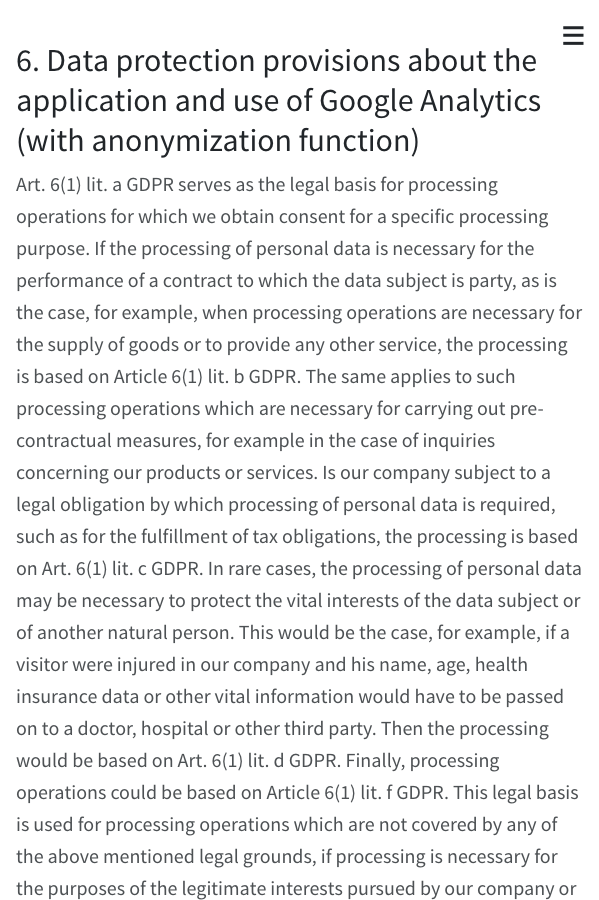 6. Data protection provisions about the
application and use of Google Analytics
(with anonymization function)
Art. 6(1) lit. a GDPR serves as the legal basis for processing
operations for which we obtain consent for a specific processing
purpose. If the processing of personal data is necessary for the
performance of a contract to which the data subject is party, as is
the case, for example, when processing operations are necessary for
the supply of goods or to provide any other service, the processing
is based on Article 6(1) lit. b GDPR. The same applies to such
processing operations which are necessary for carrying out pre-
contractual measures, for example in the case of inquiries
concerning our products or services. Is our company subject to a
legal obligation by which processing of personal data is required,
such as for the fulfillment of tax obligations, the processing is based
on Art. 6(1) lit. c GDPR. In rare cases, the processing of personal data
may be necessary to protect the vital interests of the data subject or
of another natural person. This would be the case, for example, if a
visitor were injured in our company and his name, age, health
insurance data or other vital information would have to be passed
on to a doctor, hospital or other third party. Then the processing
would be based on Art. 6(1) lit. d GDPR. Finally, processing
operations could be based on Article 6(1) lit. f GDPR. This legal basis
is used for processing operations which are not covered by any of
the above mentioned legal grounds, if processing is necessary for
the purposes of the legitimate interests pursued by our company or